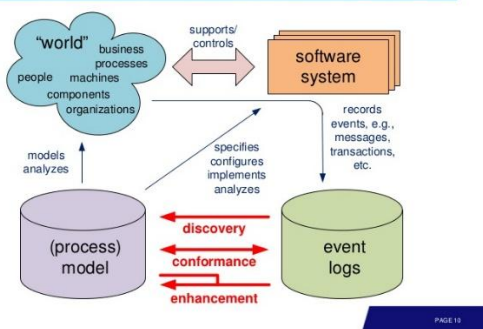 "world"
business
processes
people machines
components
organizations
supports/
controls
software
system
models
analyzes
specifies
configures
implements
analyzes
records
events, e.g.,
messages,
transactions,
etc.
(process)
model
discovery
conformance
enhancement
event
logs
PAGE 10